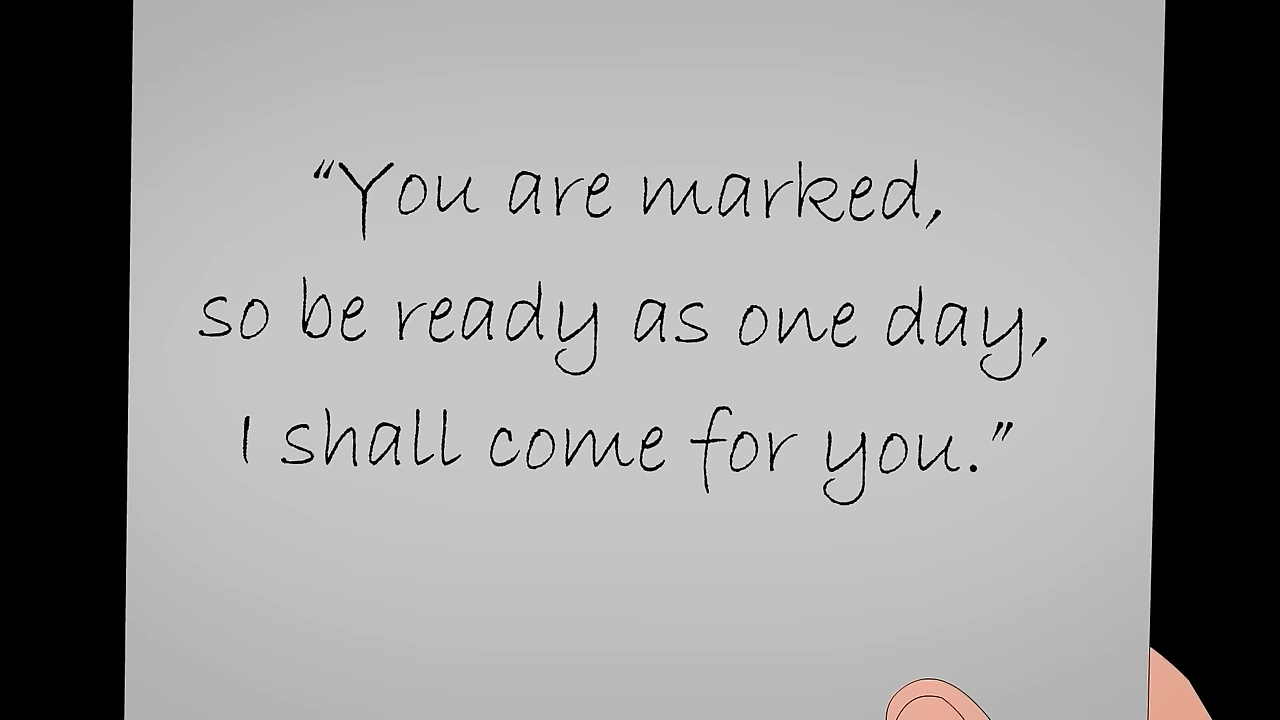 “You are marked,
so be ready as one day,
I shall come for you.”